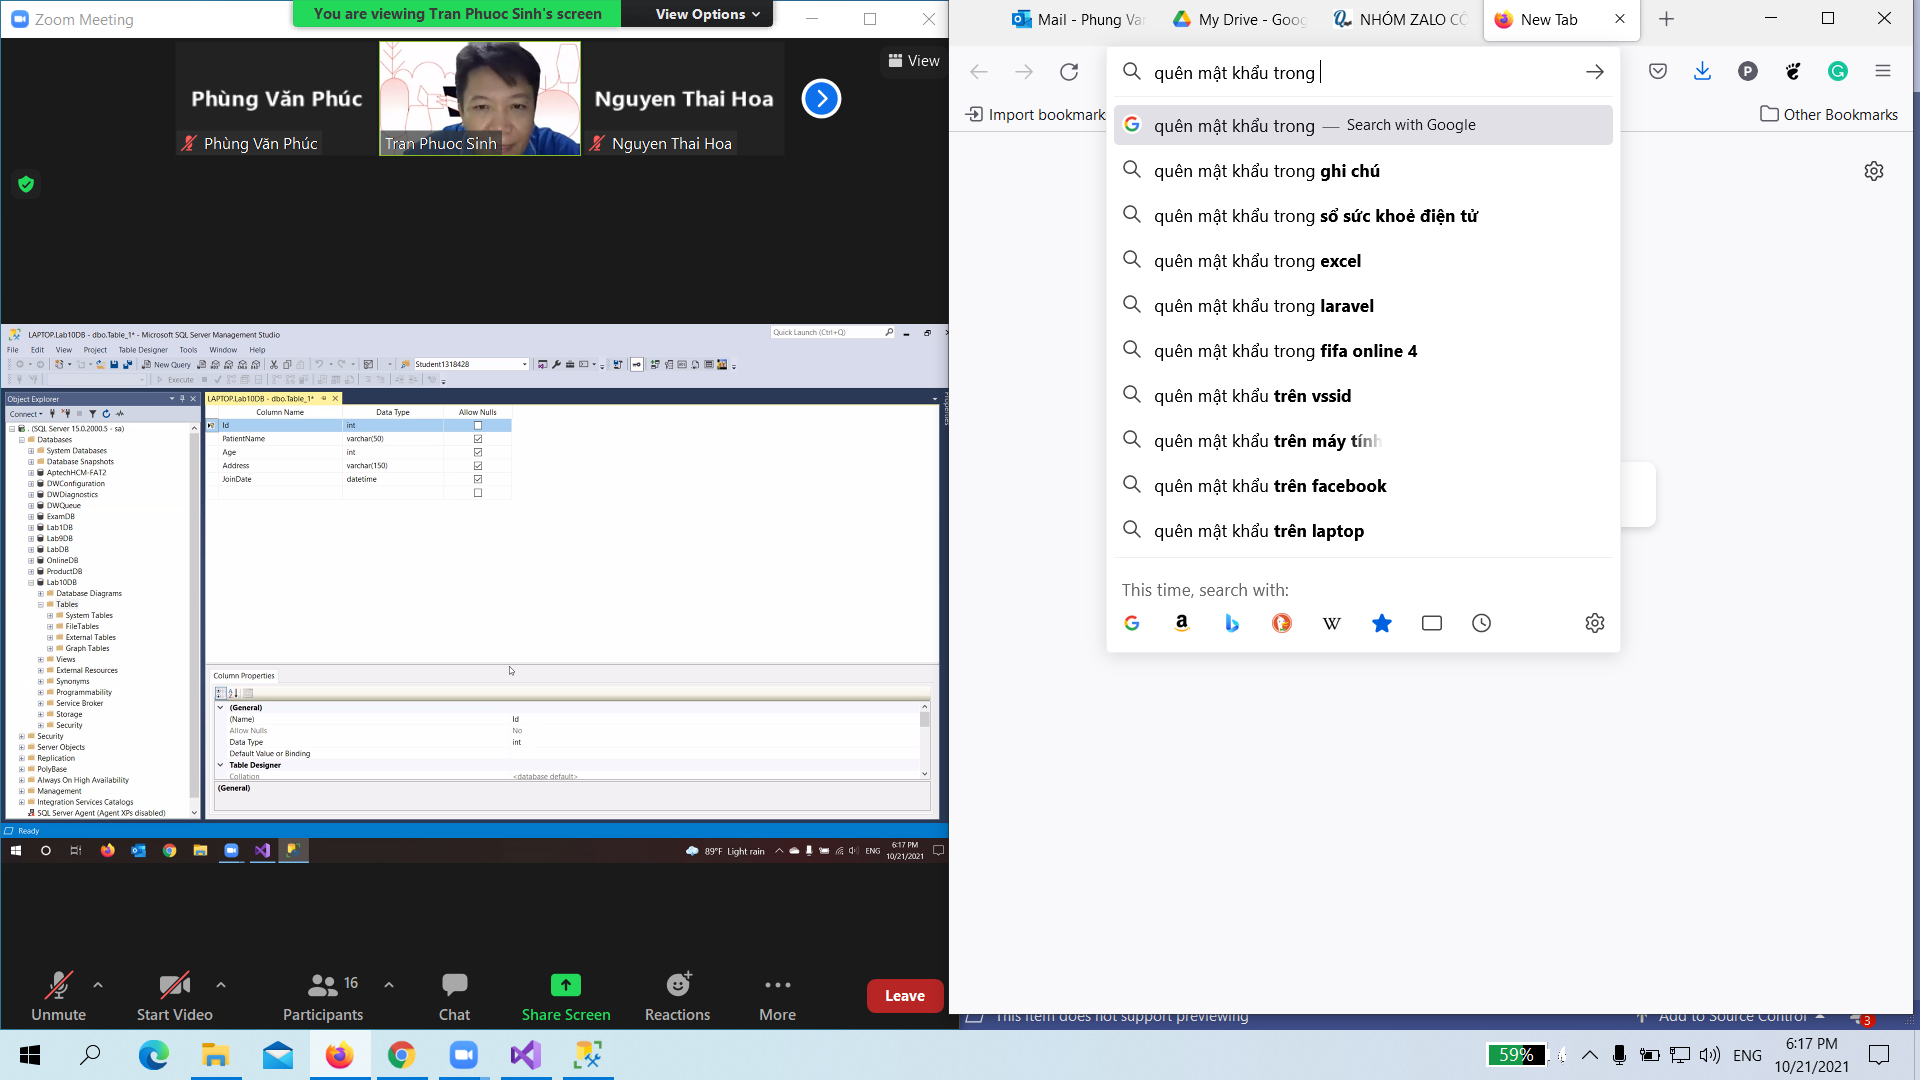 Zoom Meeting
You are viewing Tran Phuoc Sinh's screen
View Options
Phùng Văn Phúc
Phùng Văn Phúc
Tran Phuoc Sinh
Nguyen Thai Hoa
Nguyen Thai Hoa
View
LAPTOP.Lab10DB - dbo.Table_1* - Microsoft SQL Server Management Studio
Quick Launch (Ctrl+Q)
File Edit View Project Table Designer Tools Window Help
New Query
Student1318428
Execute
Object Explorer
Connect
. (SQL Server 15.0.2000.5 - sa)
Databases
System Databases
Database Snapshots
AptechHCM-FAT2
DWConfiguration
DWDiagnostics
DWQueue
ExamDB
Lab1DB
Lab9DB
LabDB
OnlineDB
ProductDB
Lab10DB
Database Diagrams
Tables
System Tables
FileTables
External Tables
Graph Tables
Views
External Resources
Synonyms
Programmability
Service Broker
Storage
Security
Security
Server Objects
Replication
PolyBase
Always On High Availability
Management
Integration Services Catalogs
SQL Server Agent (Agent XPs disabled)
LAPTOP.Lab10DB - dbo.Table_1*
Column Name Data Type Allow Nulls
Id int
PatientName varchar(50)
Age int
Address varchar(150)
JoinDate datetime
Column Properties
(General)
(Name) Id
Allow Nulls No
Data Type int
Default Value or Binding
Table Designer
Collation <database default>
(General)
Ready
89°F Light rain
ENG
6:17 PM
10/21/2021
Unmute
Start Video
16
Participants
Chat
Share Screen
Reactions
More
Leave
Mail - Phung Va
My Drive - Goog
NHÓM ZALO CÔ
New Tab
quên mật khẩu trong
Import bookmark
Other Bookmarks
quên mật khẩu trong — Search with Google
quên mật khẩu trong ghi chú
quên mật khẩu trong sổ sức khoẻ điện tử
quên mật khẩu trong excel
quên mật khẩu trong laravel
quên mật khẩu trong fifa online 4
quên mật khẩu trên vssid
quên mật khẩu trên máy tính
quên mật khẩu trên facebook
quên mật khẩu trên laptop
This time, search with:
This item does not support previewing
Add to Source Control
3
59%
ENG
6:17 PM
10/21/2021